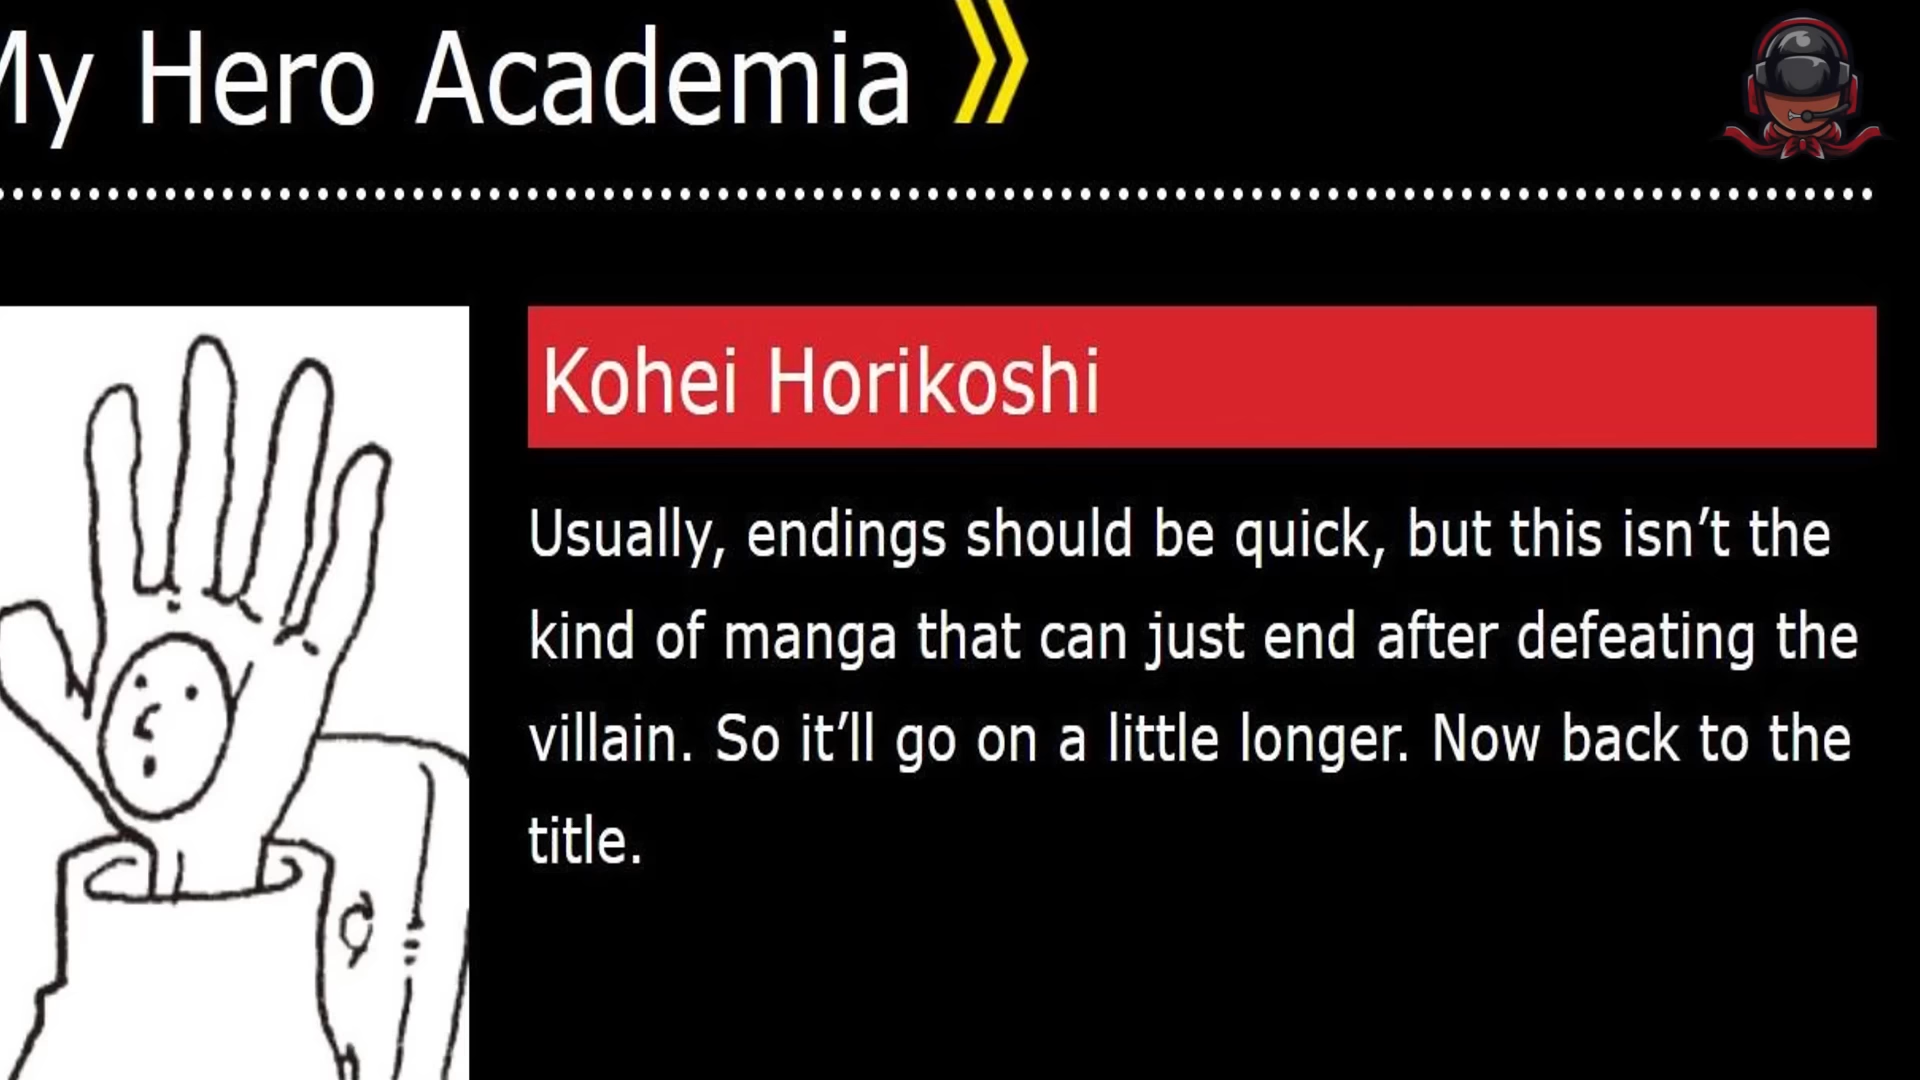 My Hero Academia
Kohei Horikoshi
Usually, endings should be quick, but this isn’t the
kind of manga that can just end after defeating the
villain. So it’ll go on a little longer. Now back to the
title.